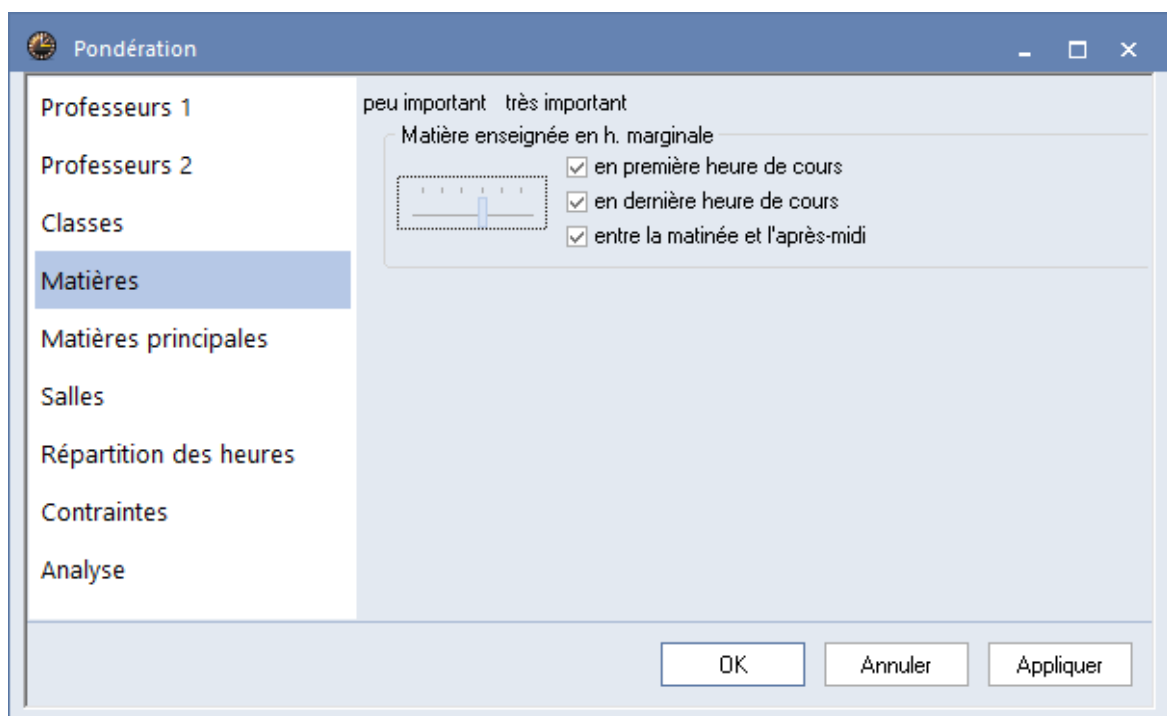 Pondération
Professeurs 1
Professeurs 2
Classes
Matières
Matières principales
Salles
Répartition des heures
Contraintes
Analyse
peu important très important
Matière enseignée en h. marginale
en première heure de cours
en dernière heure de cours
entre la matinée et l'après-midi
OK
Annuler
Appliquer